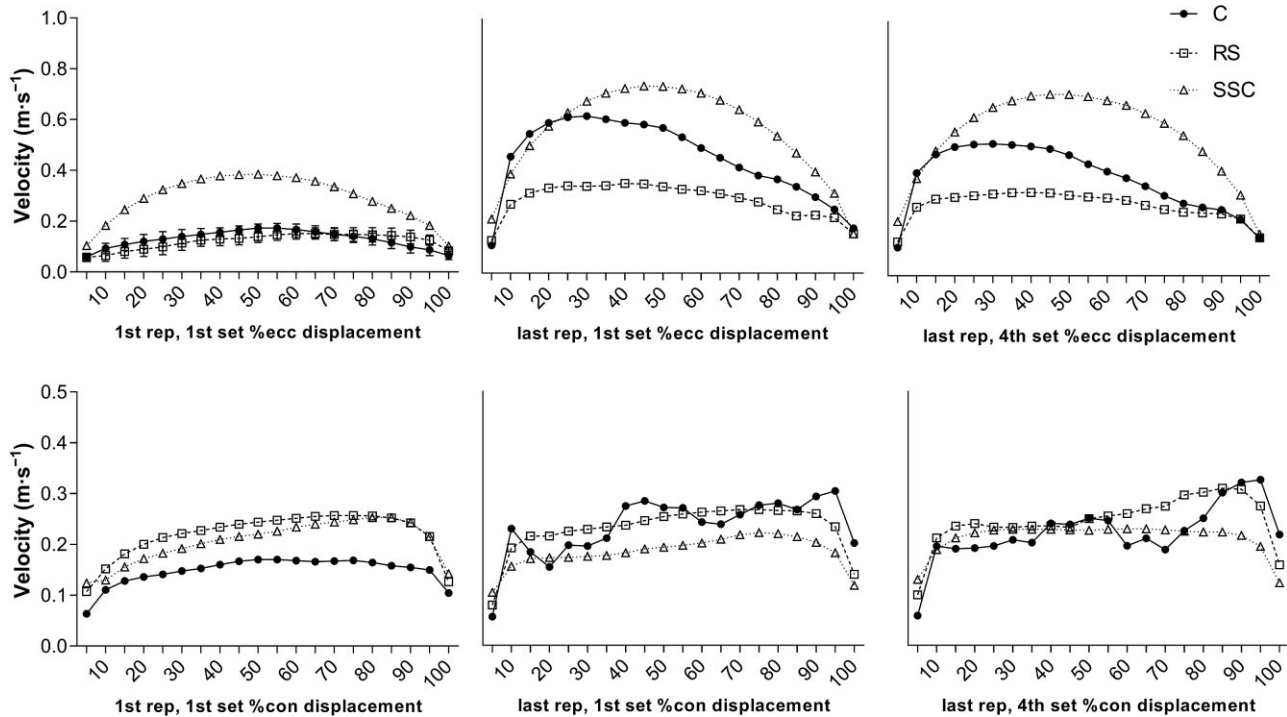 C
RS
SSC
Velocity (m·s⁻¹)
1.0
0.8
0.6
0.4
0.2
0.0
10 20 30 40 50 60 70 80 90 100
10 20 30 40 50 60 70 80 90 100
10 20 30 40 50 60 70 80 90 100
1st rep, 1st set %ecc displacement
last rep, 1st set %ecc displacement
last rep, 4th set %ecc displacement
Velocity (m·s⁻¹)
0.5
0.4
0.3
0.2
0.1
0.0
10 20 30 40 50 60 70 80 90 100
10 20 30 40 50 60 70 80 90 100
10 20 30 40 50 60 70 80 90 100
1st rep, 1st set %con displacement
last rep, 1st set %con displacement
last rep, 4th set %con displacement